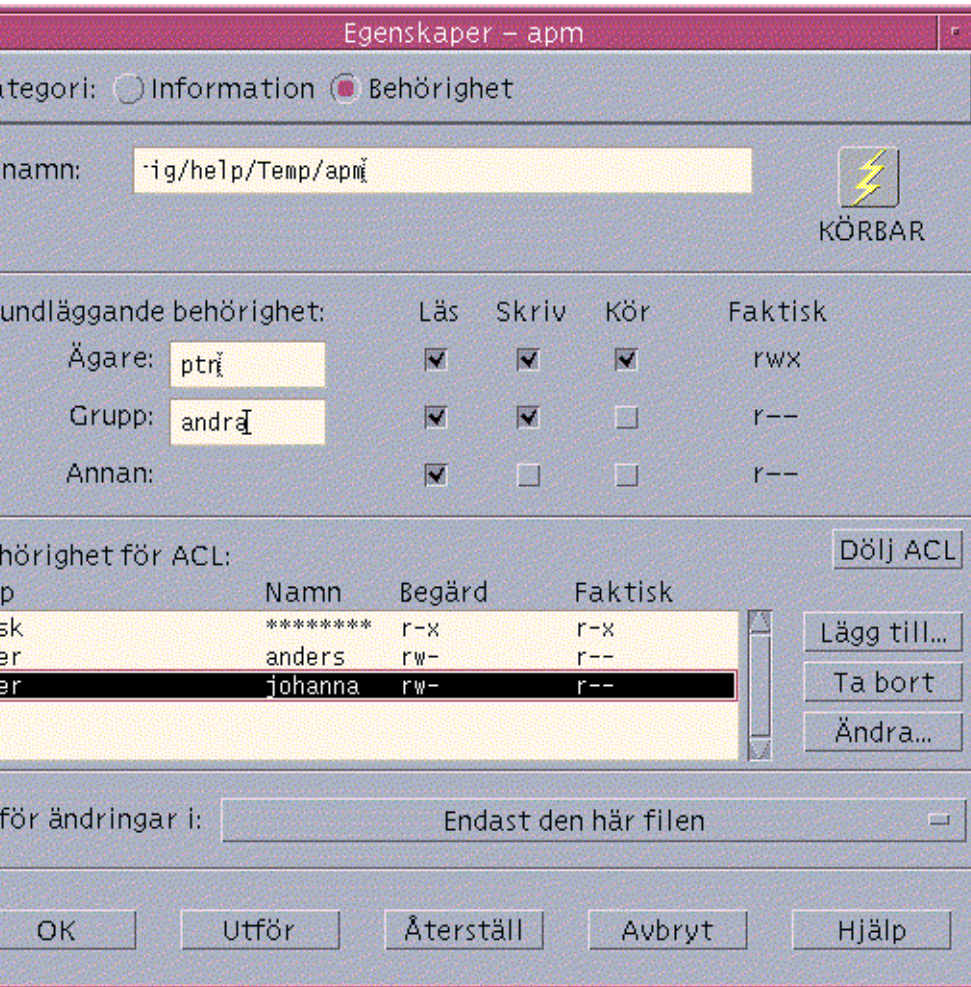 Egenskaper – apm
ategori: Information Behörighet
namn: rig/help/Temp/apm
KÖRBAR
undläggande behörighet: Läs Skriv Kör Faktisk
Ägare: ptn rwx
Grupp: andra r--
Annan: r--
hörighet för ACL: Dölj ACL
p Namn Begärd Faktisk
sk ******** r-x r-x
er anders rw- r--
er johanna rw- r--
Lägg till...
Ta bort
Ändra...
för ändringar i: Endast den här filen
OK Utför Återställ Avbryt Hjälp